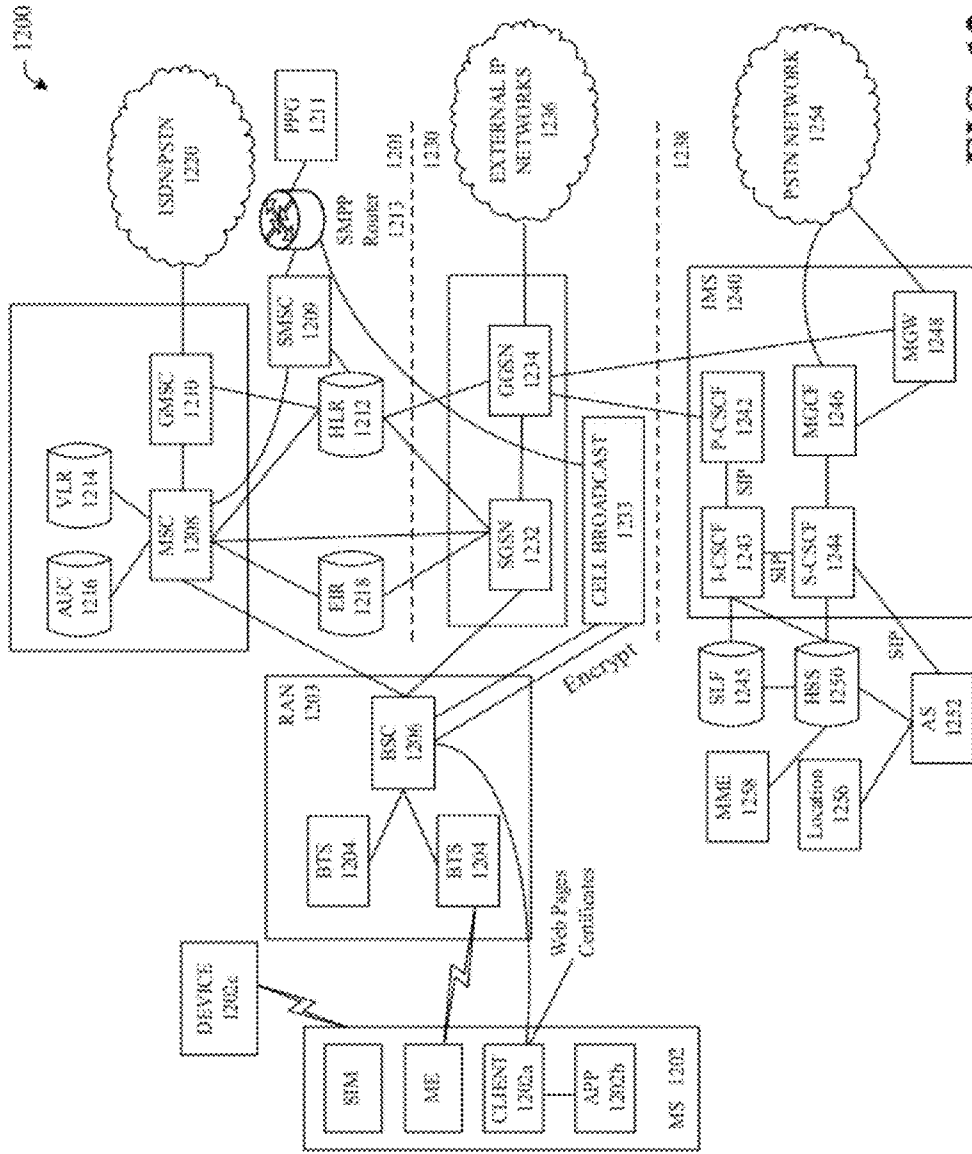 1200
ISDN/PSTN
1220
PPG
1211
SMPP
Router
1213
1201
1230
EXTERNAL IP
NETWORKS
1236
1238
PSTN NETWORK
1254
GMSC
1210
SMSC
1209
VLR
1214
AUC
1216
MSC
1208
HLR
1212
EIR
1218
GGSN
1234
SGSN
1232
CELL BROADCAST
1233
Encrypt
IMS
1240
MGW
1248
P-CSCF
1242
MGCF
1246
SIP
I-CSCF
1243
SIP
S-CSCF
1244
SLF
1245
HSS
1250
SIP
AS
1252
MME
1258
Location
1256
RAN
1203
BSC
1206
BTS
1204
BTS
1204
Web Pages
Certificates
DEVICE
1202c
SIM
ME
CLIENT
1202a
APP
1202b
MS 1202